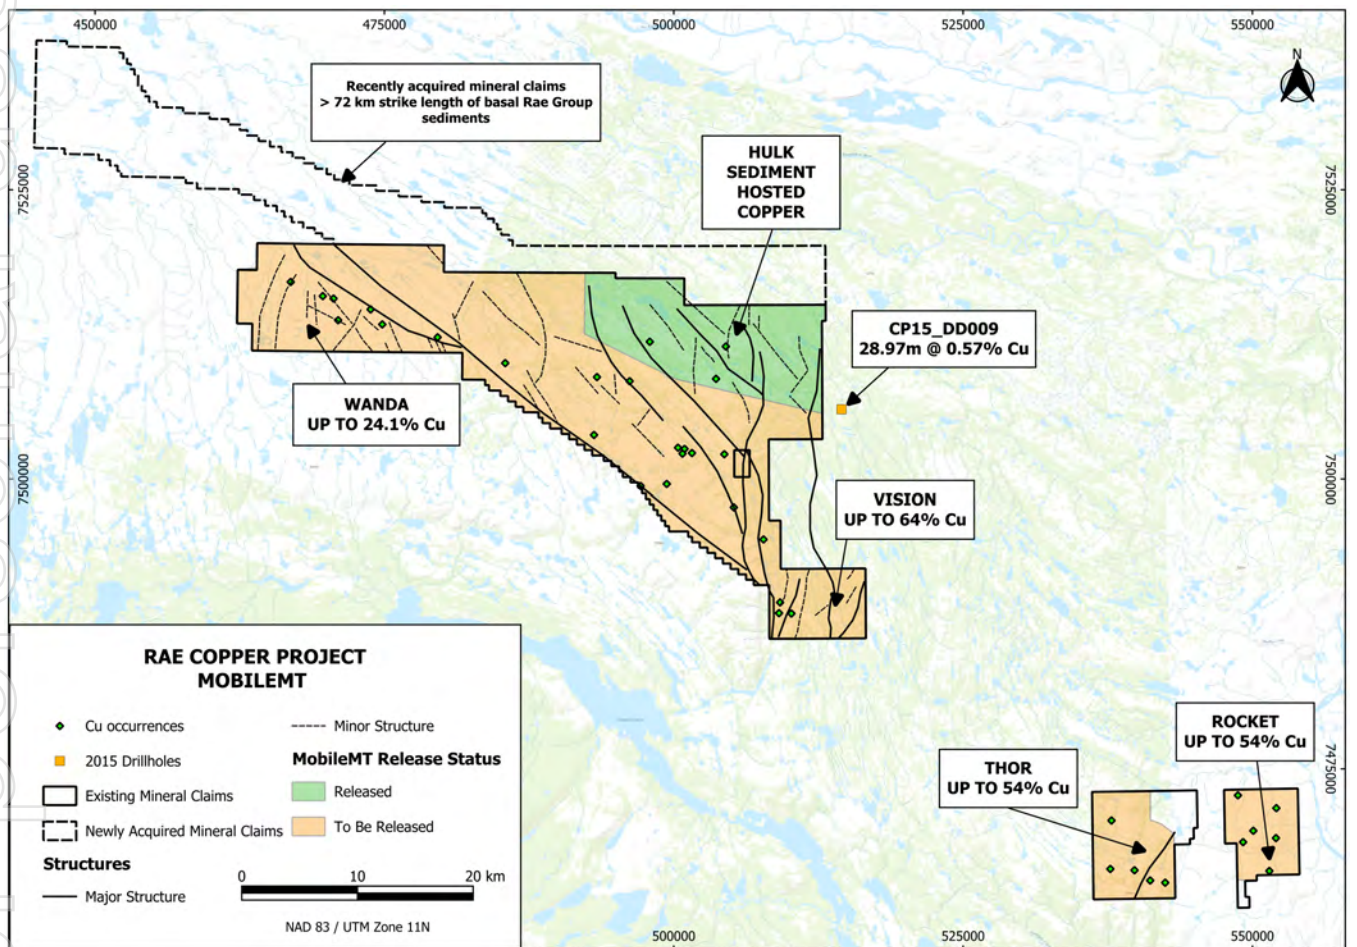 450000
475000
500000
525000
550000
N
Recently acquired mineral claims
> 72 km strike length of basal Rae Group
sediments
HULK
SEDIMENT
HOSTED
COPPER
7525000
7525000
CP15_DD009
28.97m @ 0.57% Cu
WANDA
UP TO 24.1% Cu
7500000
7500000
VISION
UP TO 64% Cu
RAE COPPER PROJECT
MOBILEMT
Cu occurrences
2015 Drillholes
Existing Mineral Claims
Newly Acquired Mineral Claims
Structures
Major Structure
Minor Structure
MobileMT Release Status
Released
To Be Released
0
10
20 km
NAD 83 / UTM Zone 11N
ROCKET
UP TO 54% Cu
THOR
UP TO 54% Cu
7475000
500000
525000
550000